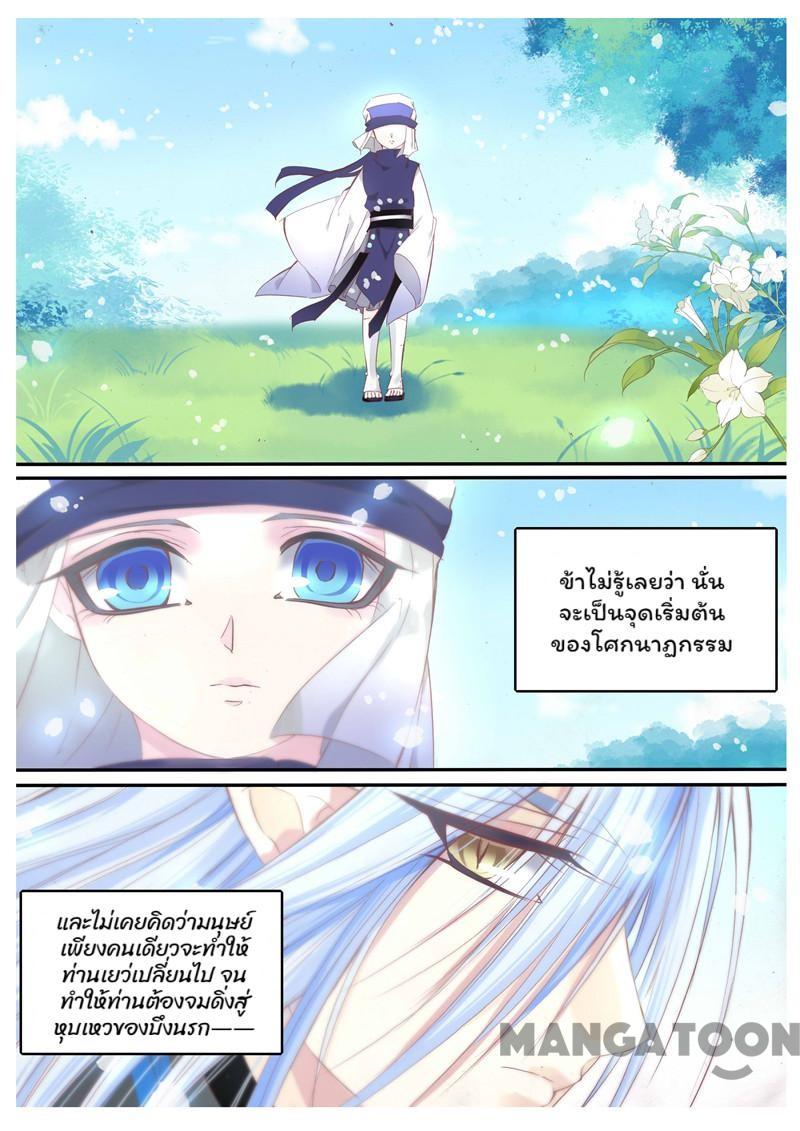 ข้าไม่รู้เลยว่า นั่น
จะเป็นจุดเริ่มต้น
ของโศกนาฏกรรม
และไม่เคยคิดว่ามนุษย์
เพียงคนเดียวจะทำให้
ท่านเยว่เปลี่ยนไป จน
ทำให้ท่านต้องจมดิ่งสู่
หุบเหวของบึงนรก——
MANGATOON